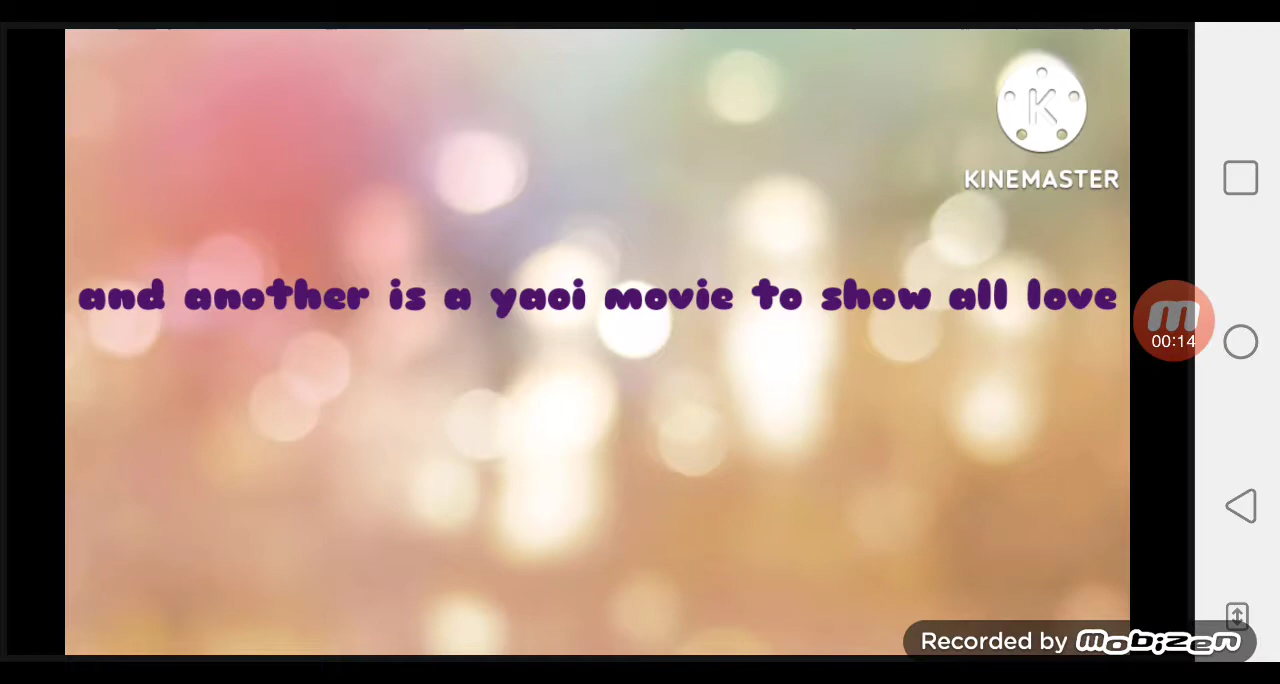 K
KINEMASTER
and another is a yaoi movie to show all love
m
00:14
Recorded by mobizen